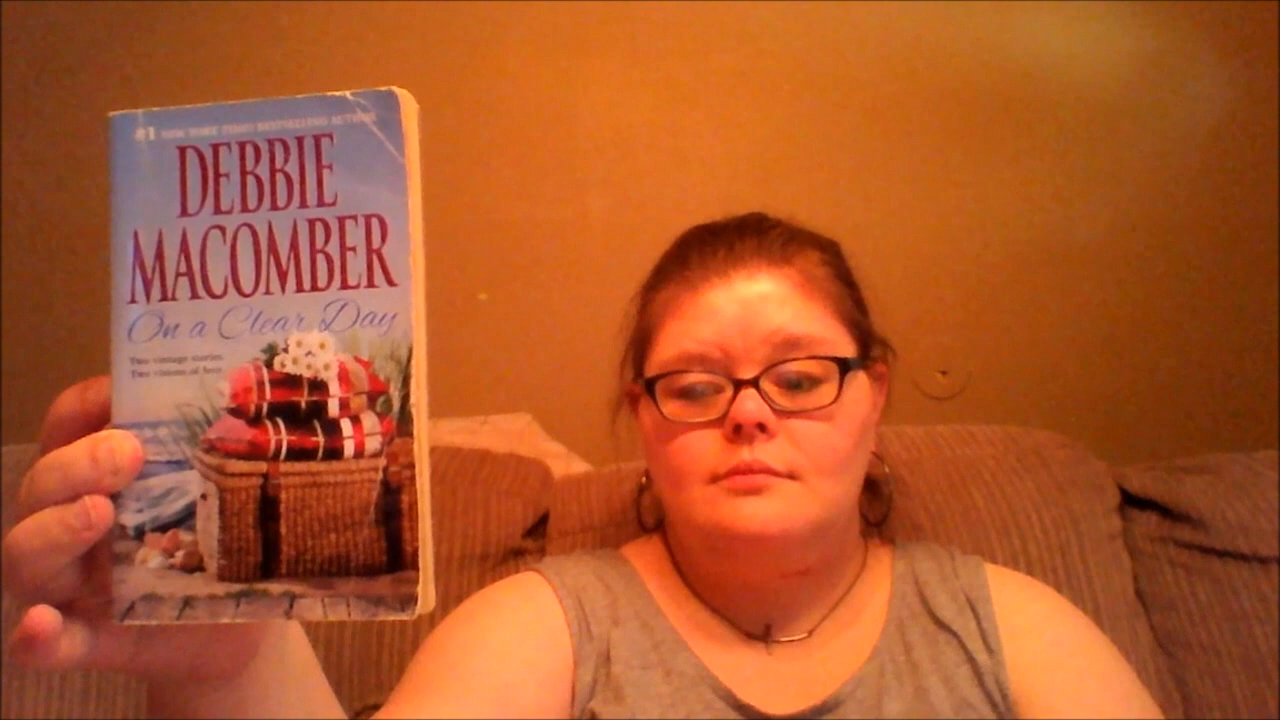 #1 NEW YORK TIMES BESTSELLING AUTHOR
DEBBIE
MACOMBER
On a Clear Day
Two vintage stories.
Two visions of love.